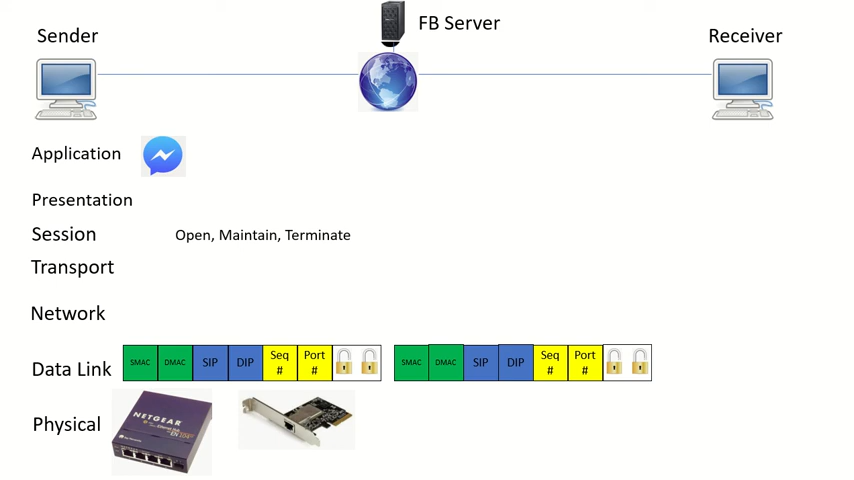 FB Server
Sender
Receiver
Application
Presentation
Session
Open, Maintain, Terminate
Transport
Network
Data Link
SMAC DMAC SIP DIP Seq # Port #
SMAC DMAC SIP DIP Seq # Port #
Physical
NETGEAR